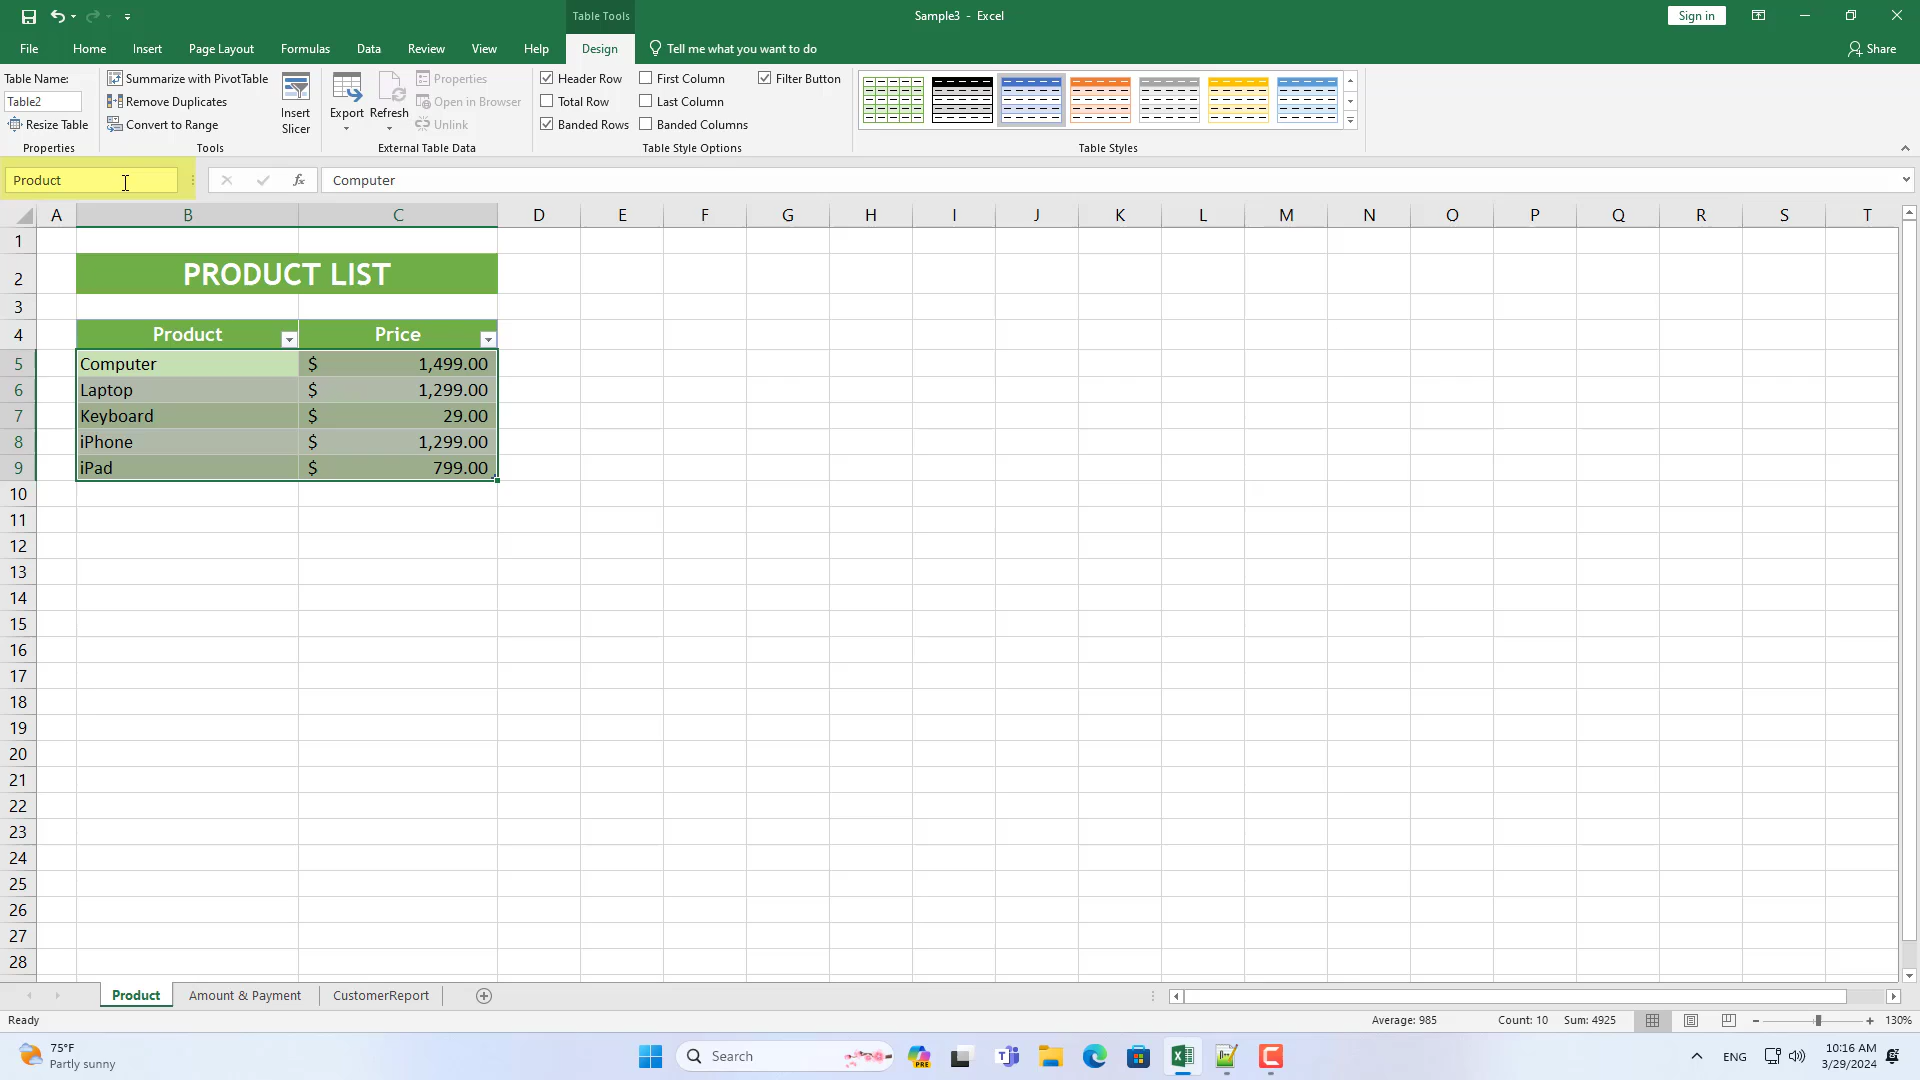 Table Tools
Sample3 - Excel
Sign in
File Home Insert Page Layout Formulas Data Review View Help Design Tell me what you want to do Share
Table Name:
Table2
Resize Table
Properties
Summarize with PivotTable
Remove Duplicates
Convert to Range
Tools
Insert
Slicer
Export
Refresh
Properties
Open in Browser
Unlink
External Table Data
Header Row
Total Row
Banded Rows
First Column
Last Column
Banded Columns
Filter Button
Table Style Options
Table Styles
Product fx Computer
A B C D E F G H I J K L M N O P Q R S T
1
2 PRODUCT LIST
3
4 Product Price
5 Computer $ 1,499.00
6 Laptop $ 1,299.00
7 Keyboard $ 29.00
8 iPhone $ 1,299.00
9 iPad $ 799.00
10
11
12
13
14
15
16
17
18
19
20
21
22
23
24
25
26
27
28
Product Amount & Payment CustomerReport
Ready Average: 985 Count: 10 Sum: 4925 130%
75°F
Partly sunny
Search
PRE
ENG
10:16 AM
3/29/2024